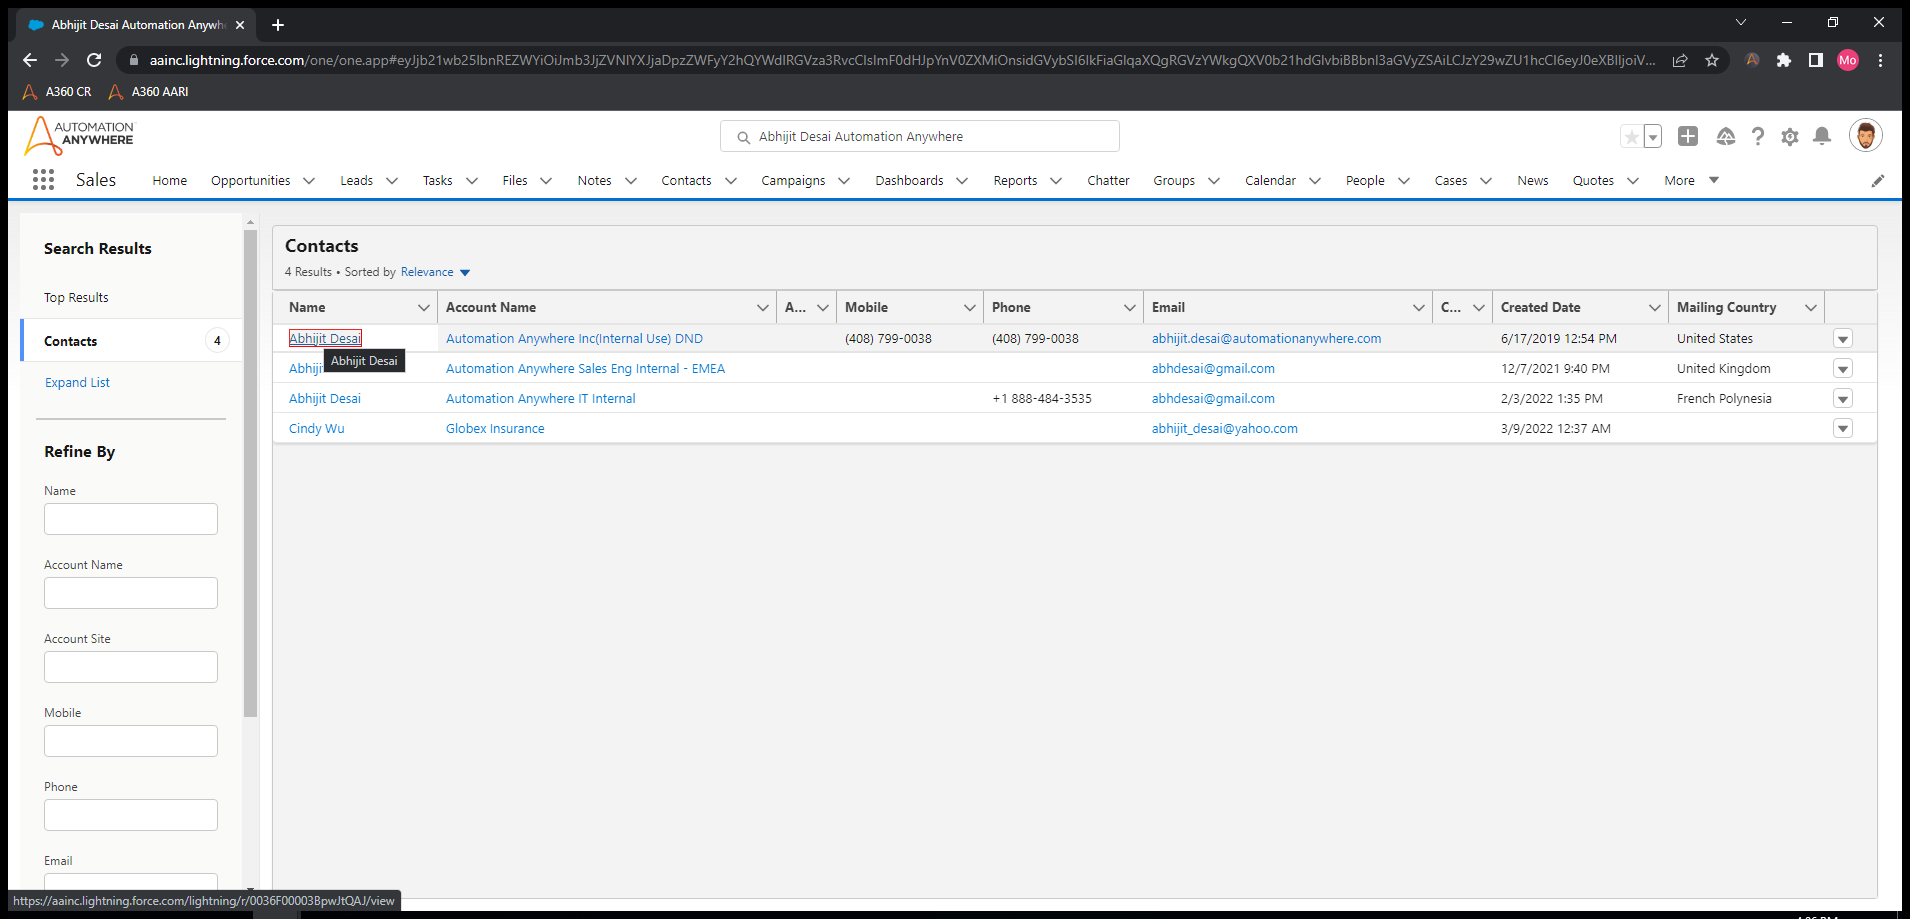 Abhijit Desai Automation Anywh
aainc.lightning.force.com/one/one.app#
Mo
A360 CR A360 AARI
AUTOMATION
ANYWHERE
Abhijit Desai Automation Anywhere
Sales Home Opportunities Leads Tasks Files Notes Contacts Campaigns Dashboards Reports Chatter Groups Calendar People Cases News Quotes More
Search Results
Top Results
Contacts 4
Expand List
Refine By
Name
Account Name
Account Site
Mobile
Phone
Email
Contacts
4 Results • Sorted by Relevance
Name Account Name A... Mobile Phone Email C... Created Date Mailing Country
Abhijit Desai Automation Anywhere Inc(Internal Use) DND (408) 799-0038 (408) 799-0038 abhijit.desai@automationanywhere.com 6/17/2019 12:54 PM United States
Abhijit Desai
Abhijit Automation Anywhere Sales Eng Internal - EMEA abhdesai@gmail.com 12/7/2021 9:40 PM United Kingdom
Abhijit Desai Automation Anywhere IT Internal +1 888-484-3535 abhdesai@gmail.com 2/3/2022 1:35 PM French Polynesia
Cindy Wu Globex Insurance abhijit_desai@yahoo.com 3/9/2022 12:37 AM
https://aainc.lightning.force.com/lightning/r/0036F00003BpwJtQAJ/view